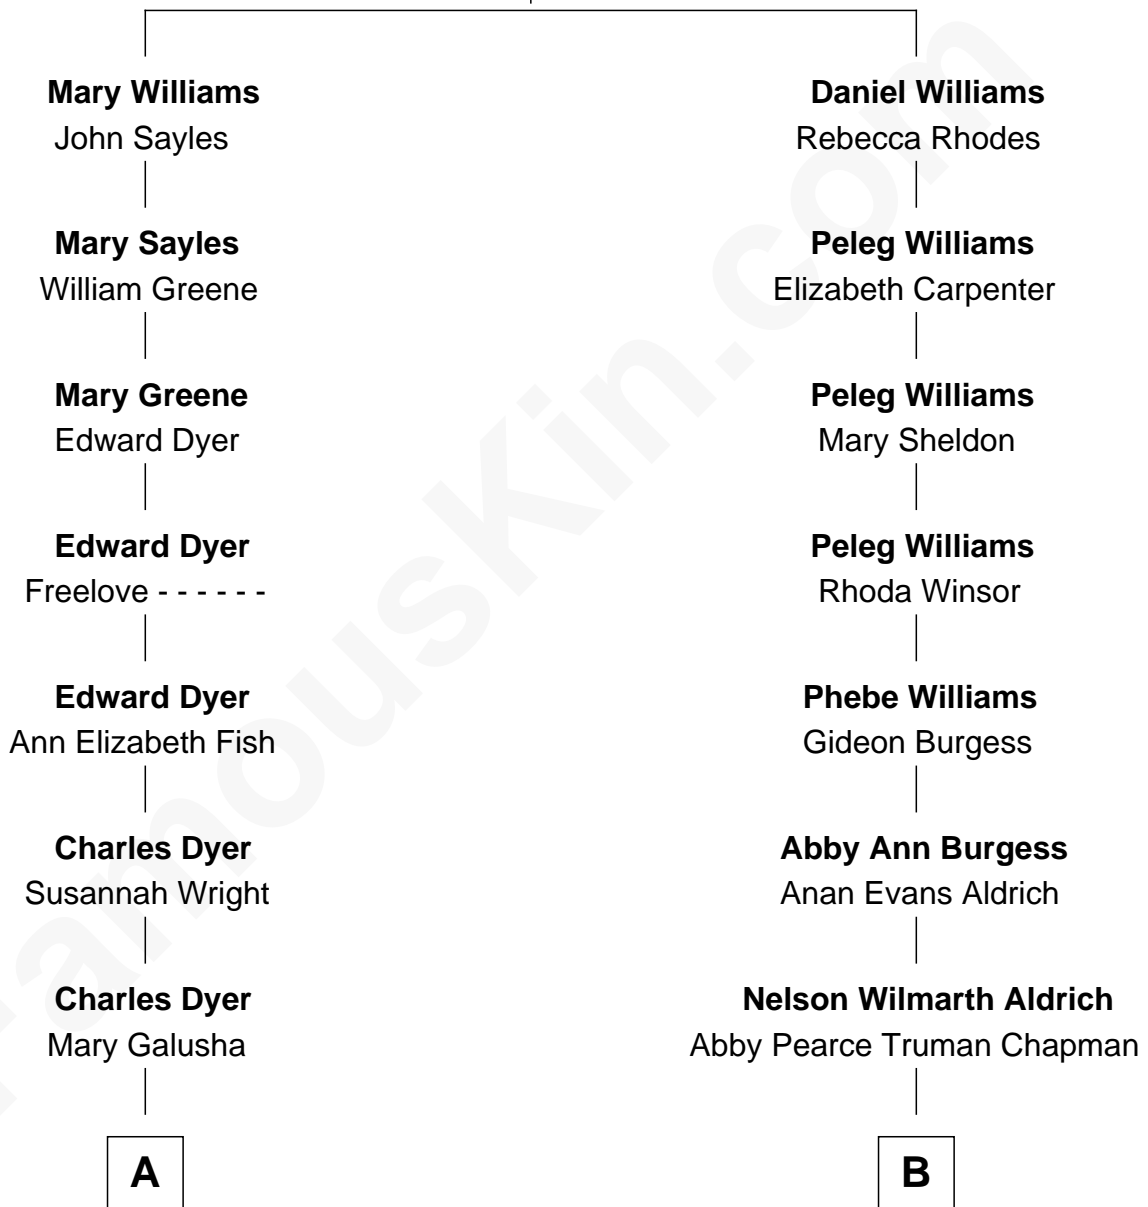 Mary Williams
John Sayles
Mary Sayles
William Greene
Mary Greene
Edward Dyer
Edward Dyer
Freelove - - - - - -
Edward Dyer
Ann Elizabeth Fish
Charles Dyer
Susannah Wright
Charles Dyer
Mary Galusha
A
Daniel Williams
Rebecca Rhodes
Peleg Williams
Elizabeth Carpenter
Peleg Williams
Mary Sheldon
Peleg Williams
Rhoda Winsor
Phebe Williams
Gideon Burgess
Abby Ann Burgess
Anan Evans Aldrich
Nelson Wilmarth Aldrich
Abby Pearce Truman Chapman
B
FamousKin.com